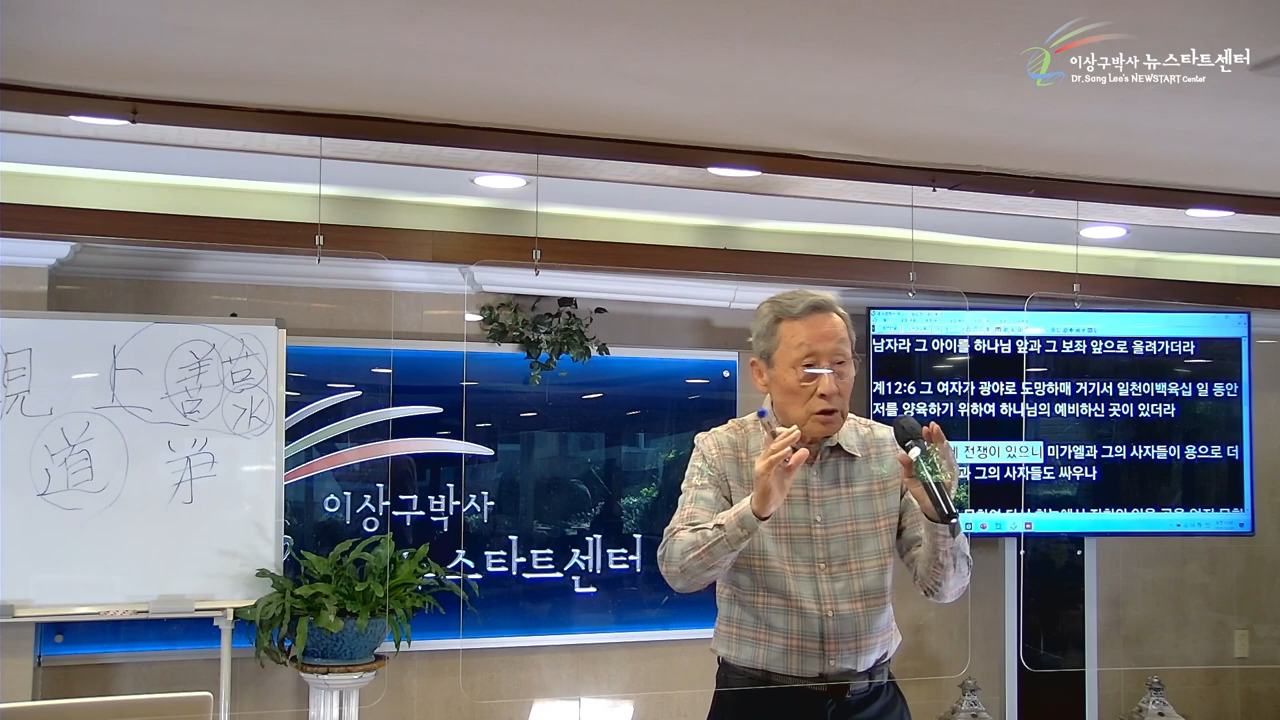 이상구박사 뉴스타트센터
Dr. Sang Lee's NEWSTART Center
見 上 善 若水
道 爭
이상구박사
스타트센터
남자라 그 아이를 하나님 앞과 그 보좌 앞으로 올려가더라
계12:6 그 여자가 광야로 도망하매 거기서 일천이백육십 일 동안
저를 양육하기 위하여 하나님의 예비하신 곳이 있더라
전쟁이 있으니 미가엘과 그의 사자들이 용으로 더
과 그의 사자들도 싸우나